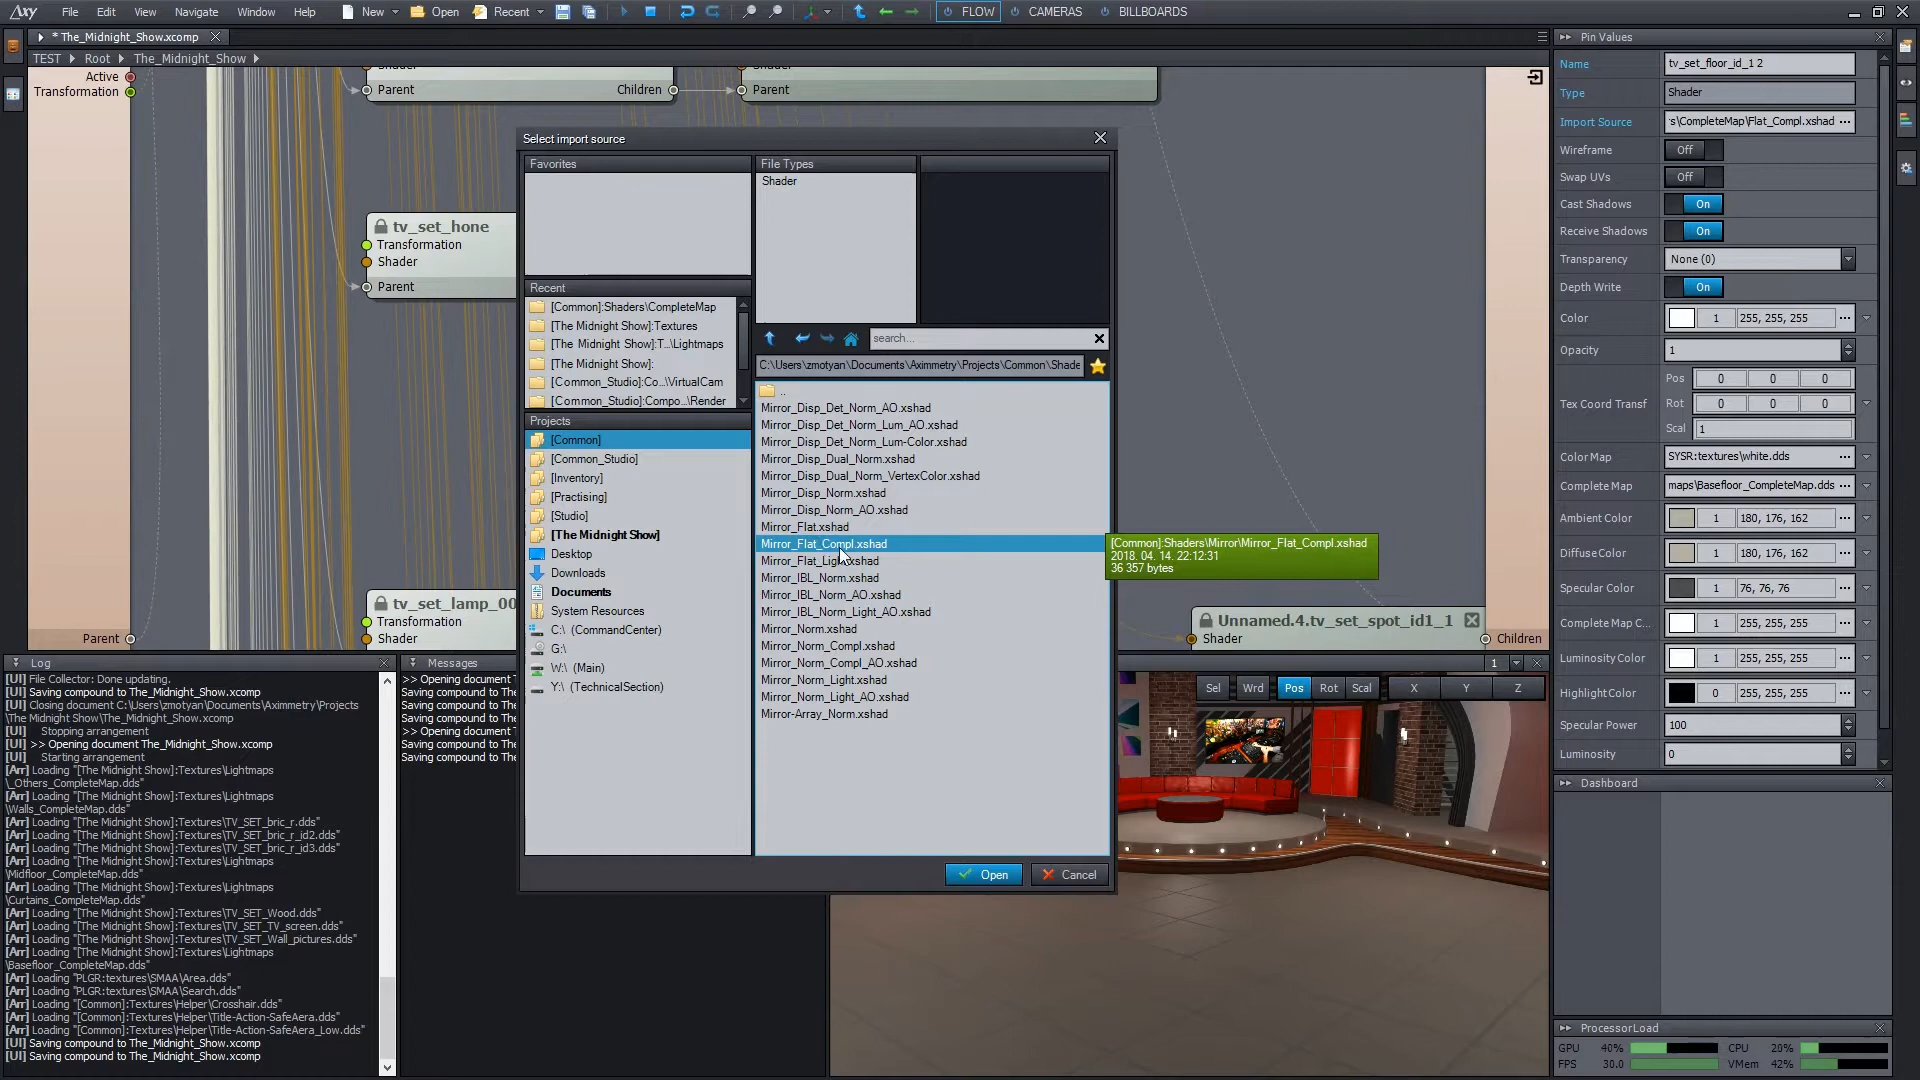 Axy File Edit View Navigate Window Help New Open Recent FLOW CAMERAS BILLBOARDS
* The_Midnight_Show.xcomp
TEST Root The_Midnight_Show
Active
Transformation
Parent Children
Parent
tv_set_hone
Transformation
Shader
Parent
tv_set_lamp_00
Transformation
Shader
Parent
Unnamed.4.tv_set_spot_id1_1
Shader
Children
Select import source
Favorites
File Types
Shader
Recent
[Common]:Shaders\CompleteMap
[The Midnight Show]:Textures
[The Midnight Show]:T...\Lightmaps
[The Midnight Show]:
[Common_Studio]:Co...\VirtualCam
[Common_Studio]:Compo...\Render
Projects
[Common]
[Common_Studio]
[Inventory]
[Practising]
[Studio]
[The Midnight Show]
Desktop
Downloads
Documents
System Resources
C:\ (CommandCenter)
G:\
W:\ (Main)
Y:\ (TechnicalSection)
search...
C:\Users\zmotyan\Documents\Aximmetry\Projects\Common\Shade
..
Mirror_Disp_Det_Norm_AO.xshad
Mirror_Disp_Det_Norm_Lum_AO.xshad
Mirror_Disp_Det_Norm_Lum-Color.xshad
Mirror_Disp_Dual_Norm.xshad
Mirror_Disp_Dual_Norm_VertexColor.xshad
Mirror_Disp_Norm.xshad
Mirror_Disp_Norm_AO.xshad
Mirror_Flat.xshad
Mirror_Flat_Compl.xshad
Mirror_Flat_Light.xshad
Mirror_IBL_Norm.xshad
Mirror_IBL_Norm_AO.xshad
Mirror_IBL_Norm_Light_AO.xshad
Mirror_Norm.xshad
Mirror_Norm_Compl.xshad
Mirror_Norm_Compl_AO.xshad
Mirror_Norm_Light.xshad
Mirror_Norm_Light_AO.xshad
Mirror-Array_Norm.xshad
Open Cancel
[Common]:Shaders\Mirror\Mirror_Flat_Compl.xshad
2018. 04. 14. 22:12:31
36 357 bytes
Log
[UI] File Collector: Done updating.
[UI] Saving compound to The_Midnight_Show.xcomp
[UI] Closing document C:\Users\zmotyan\Documents\Aximmetry\Projects
\The Midnight Show\The_Midnight_Show.xcomp
[UI] Stopping arrangement
[UI] >> Opening document The_Midnight_Show.xcomp
[UI] Starting arrangement
[Arr] Loading "[The Midnight Show]:Textures\Lightmaps
\_Others_CompleteMap.dds"
[Arr] Loading "[The Midnight Show]:Textures\Lightmaps
\Walls_CompleteMap.dds"
[Arr] Loading "[The Midnight Show]:Textures\TV_SET_bric_r.dds"
[Arr] Loading "[The Midnight Show]:Textures\TV_SET_bric_r_id2.dds"
[Arr] Loading "[The Midnight Show]:Textures\TV_SET_bric_r_id3.dds"
[Arr] Loading "[The Midnight Show]:Textures\Lightmaps
\Midfloor_CompleteMap.dds"
[Arr] Loading "[The Midnight Show]:Textures\Lightmaps
\Curtains_CompleteMap.dds"
[Arr] Loading "[The Midnight Show]:Textures\TV_SET_Wood.dds"
[Arr] Loading "[The Midnight Show]:Textures\TV_SET_TV_screen.dds"
[Arr] Loading "[The Midnight Show]:Textures\TV_SET_Wall_pictures.dds"
[Arr] Loading "[The Midnight Show]:Textures\Lightmaps
\Basefloor_CompleteMap.dds"
[Arr] Loading "PLGR:textures\SMAA\Area.dds"
[Arr] Loading "PLGR:textures\SMAA\Search.dds"
[Arr] Loading "[Common]:Textures\Helper\Crosshair.dds"
[Arr] Loading "[Common]:Textures\Helper\Title-Action-SafeAera.dds"
[Arr] Loading "[Common]:Textures\Helper\Title-Action-SafeAera_Low.dds"
[UI] Saving compound to The_Midnight_Show.xcomp
[UI] Saving compound to The_Midnight_Show.xcomp
Messages
>> Opening document T
Saving compound to The
Saving compound to The
>> Opening document T
Saving compound to The
Saving compound to The
1
Sel Wrd Pos Rot Scal X Y Z
Pin Values
Name tv_set_floor_id_1 2
Type Shader
Import Source s\CompleteMap\Flat_Compl.xshad ...
Wireframe Off
Swap UVs Off
Cast Shadows On
Receive Shadows On
Transparency None (0)
Depth Write On
Color 1 255, 255, 255 ...
Opacity 1
Tex Coord Transf
Pos 0 0 0
Rot 0 0 0
Scal 1
Color Map SYSR:textures\white.dds ...
Complete Map maps\Basefloor_CompleteMap.dds ...
Ambient Color 1 180, 176, 162 ...
Diffuse Color 1 180, 176, 162 ...
Specular Color 1 76, 76, 76 ...
Complete Map C... 1 255, 255, 255 ...
Luminosity Color 1 255, 255, 255 ...
Highlight Color 0 255, 255, 255 ...
Specular Power 100
Luminosity 0
Dashboard
ProcessorLoad
GPU 40% CPU 20%
FPS 30.0 VMem 42%